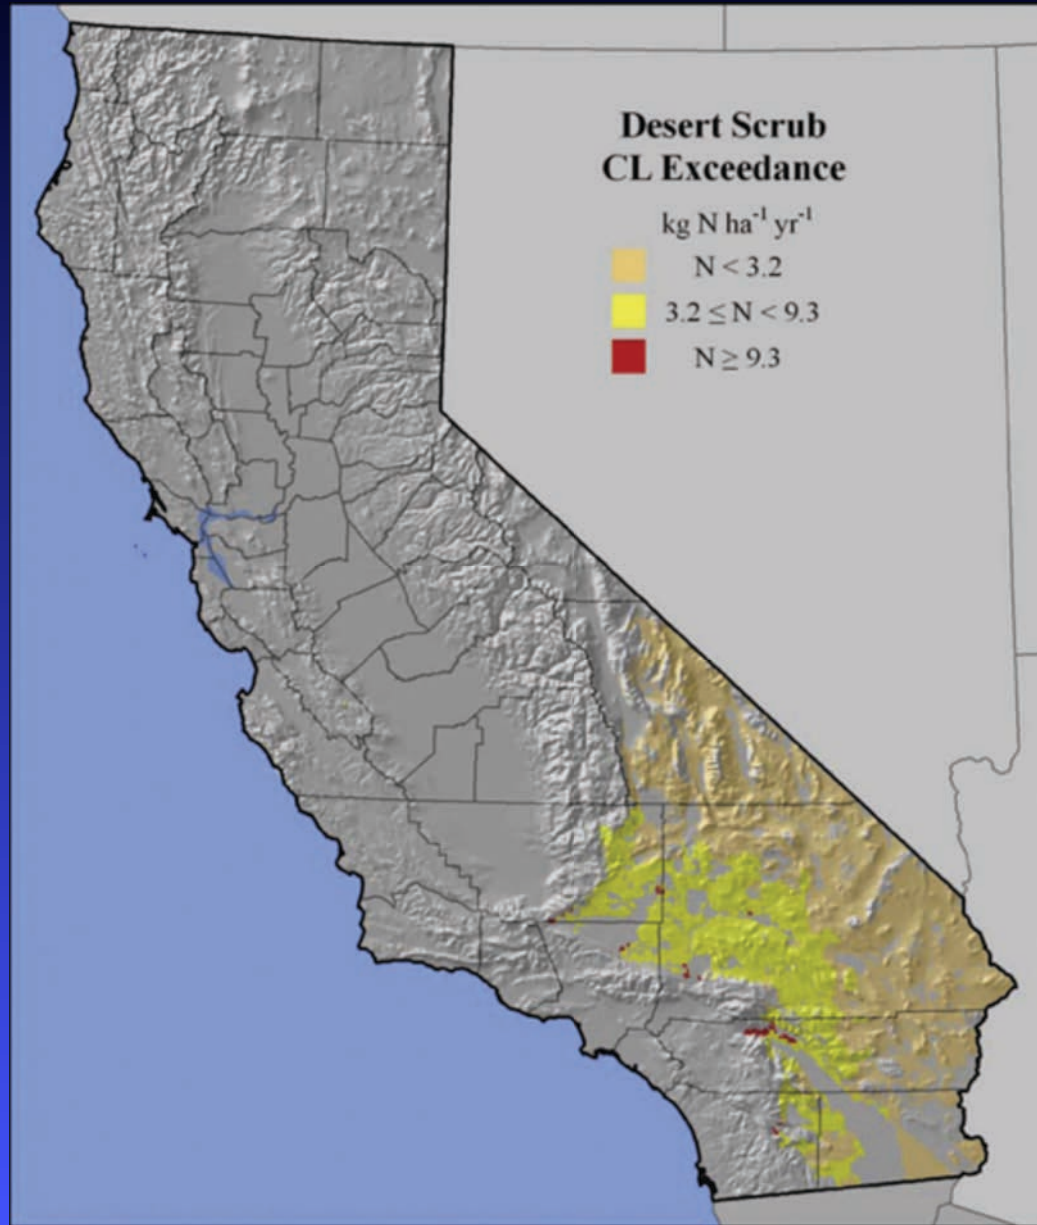 Desert Scrub
CL Exceedance
kg N ha⁻¹ yr⁻¹
N < 3.2
3.2 ≤ N < 9.3
N ≥ 9.3